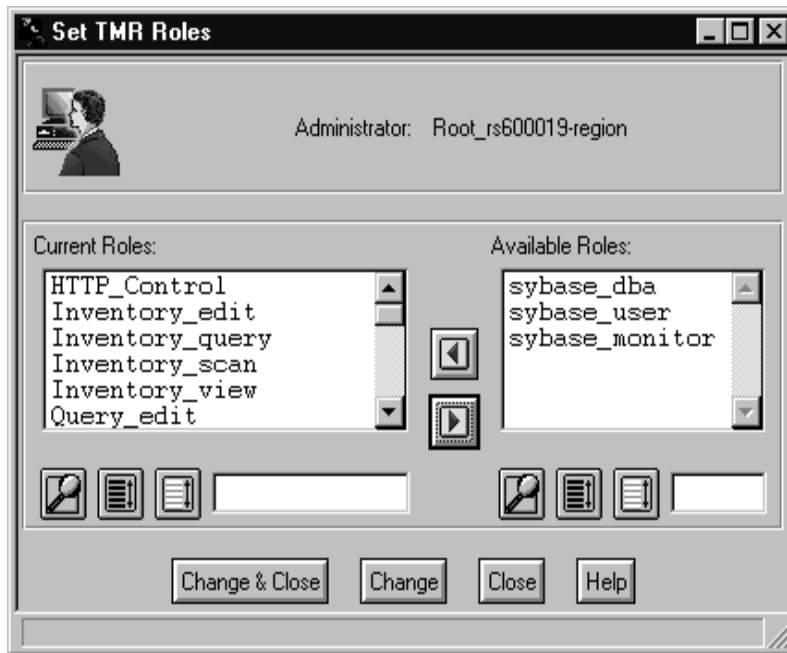 Set TMR Roles
Administrator: Root_rs600019-region
Current Roles:
HTTP_Control
Inventory_edit
Inventory_query
Inventory_scan
Inventory_view
Query_edit
Available Roles:
sybase_dba
sybase_user
sybase_monitor
Change & Close
Change
Close
Help